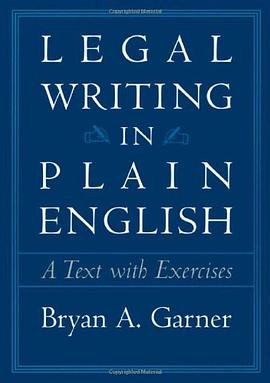 LEGAL
WRITING
IN
PLAIN
ENGLISH
A Text with Exercises
Bryan A. Garner